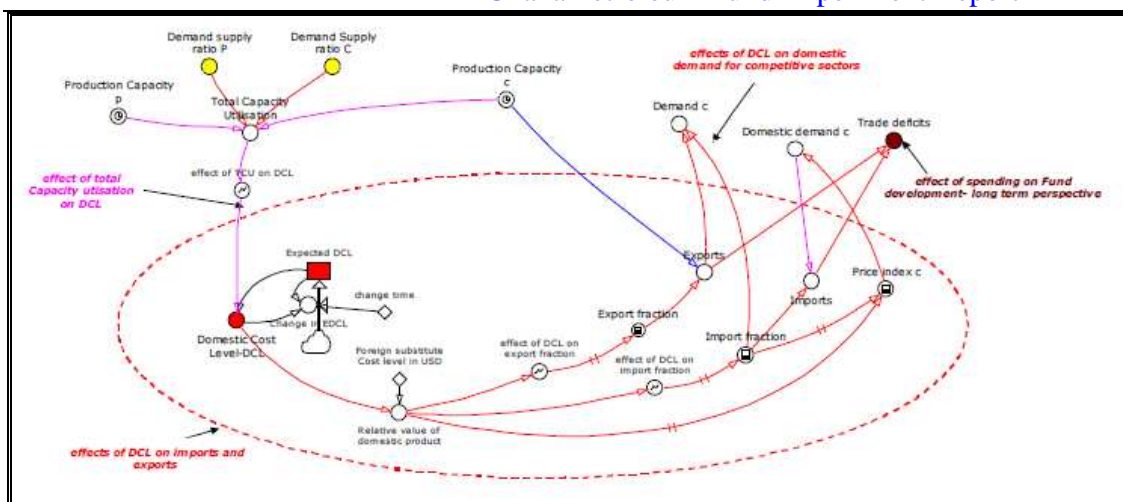 Demand supply
ratio P
Demand Supply
ratio C
Production Capacity
p
Total Capacity
Utilisation
Production Capacity
c
effects of DCL on domestic
demand for competitive sectors
Demand c
Domestic demand c
Trade deficits
effect of TCU on DCL
effect of total
Capacity utisation
on DCL
effect of spending on Fund
development- long term perspective
Expected DCL
change time
Change in EDCL
Domestic Cost
Level-DCL
Exports
Imports
Price index c
Export fraction
Import fraction
Foreign substitute
Cost level in USD
effect of DCL on
export fraction
effect of DCL on
import fraction
Relative value of
domestic product
effects of DCL on imports and
exports